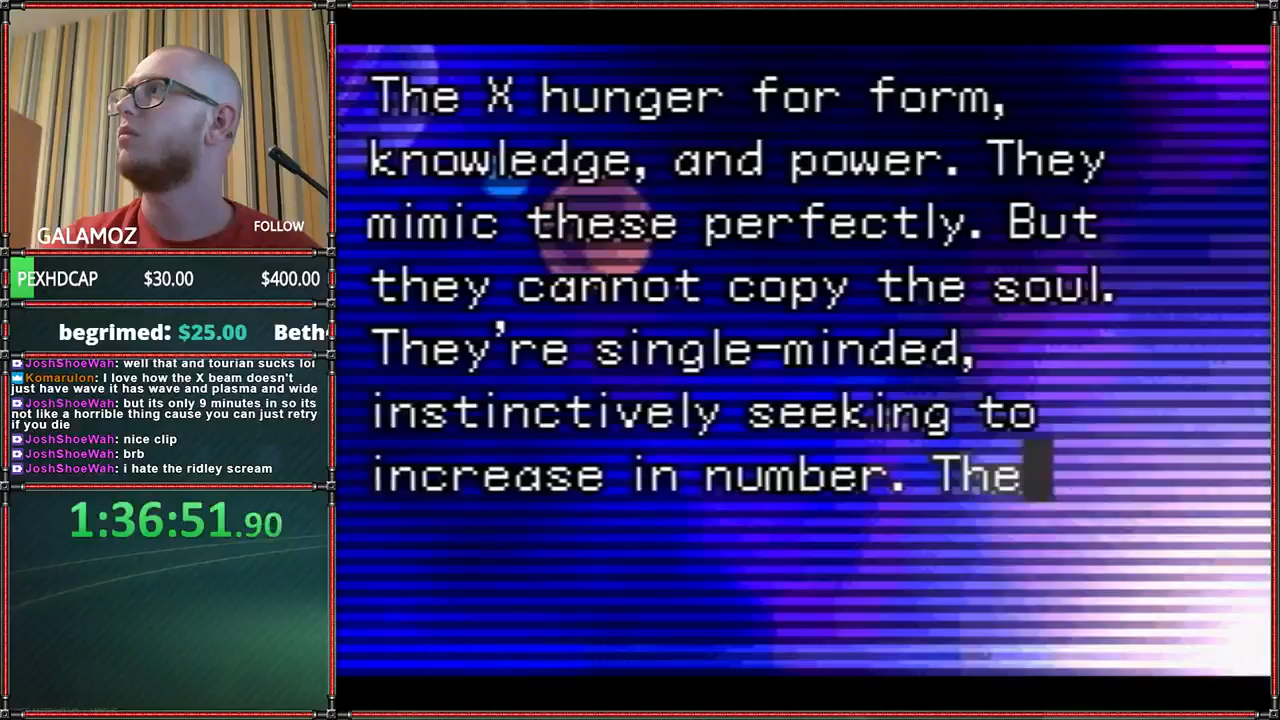 GALAMOZ
FOLLOW
PEXHDCAP $30.00 $400.00
begrimed: $25.00 Beth
JoshShoeWah: well that and tourian sucks lol
Komarulon: I love how the X beam doesn't
just have wave it has wave and plasma and wide
JoshShoeWah: but its only 9 minutes in so its
not like a horrible thing cause you can just retry
if you die
JoshShoeWah: nice clip
JoshShoeWah: brb
JoshShoeWah: i hate the ridley scream
1:36:51.90
The X hunger for form,
knowledge, and power. They
mimic these perfectly. But
they cannot copy the soul.
They're single-minded,
instinctively seeking to
increase in number. The